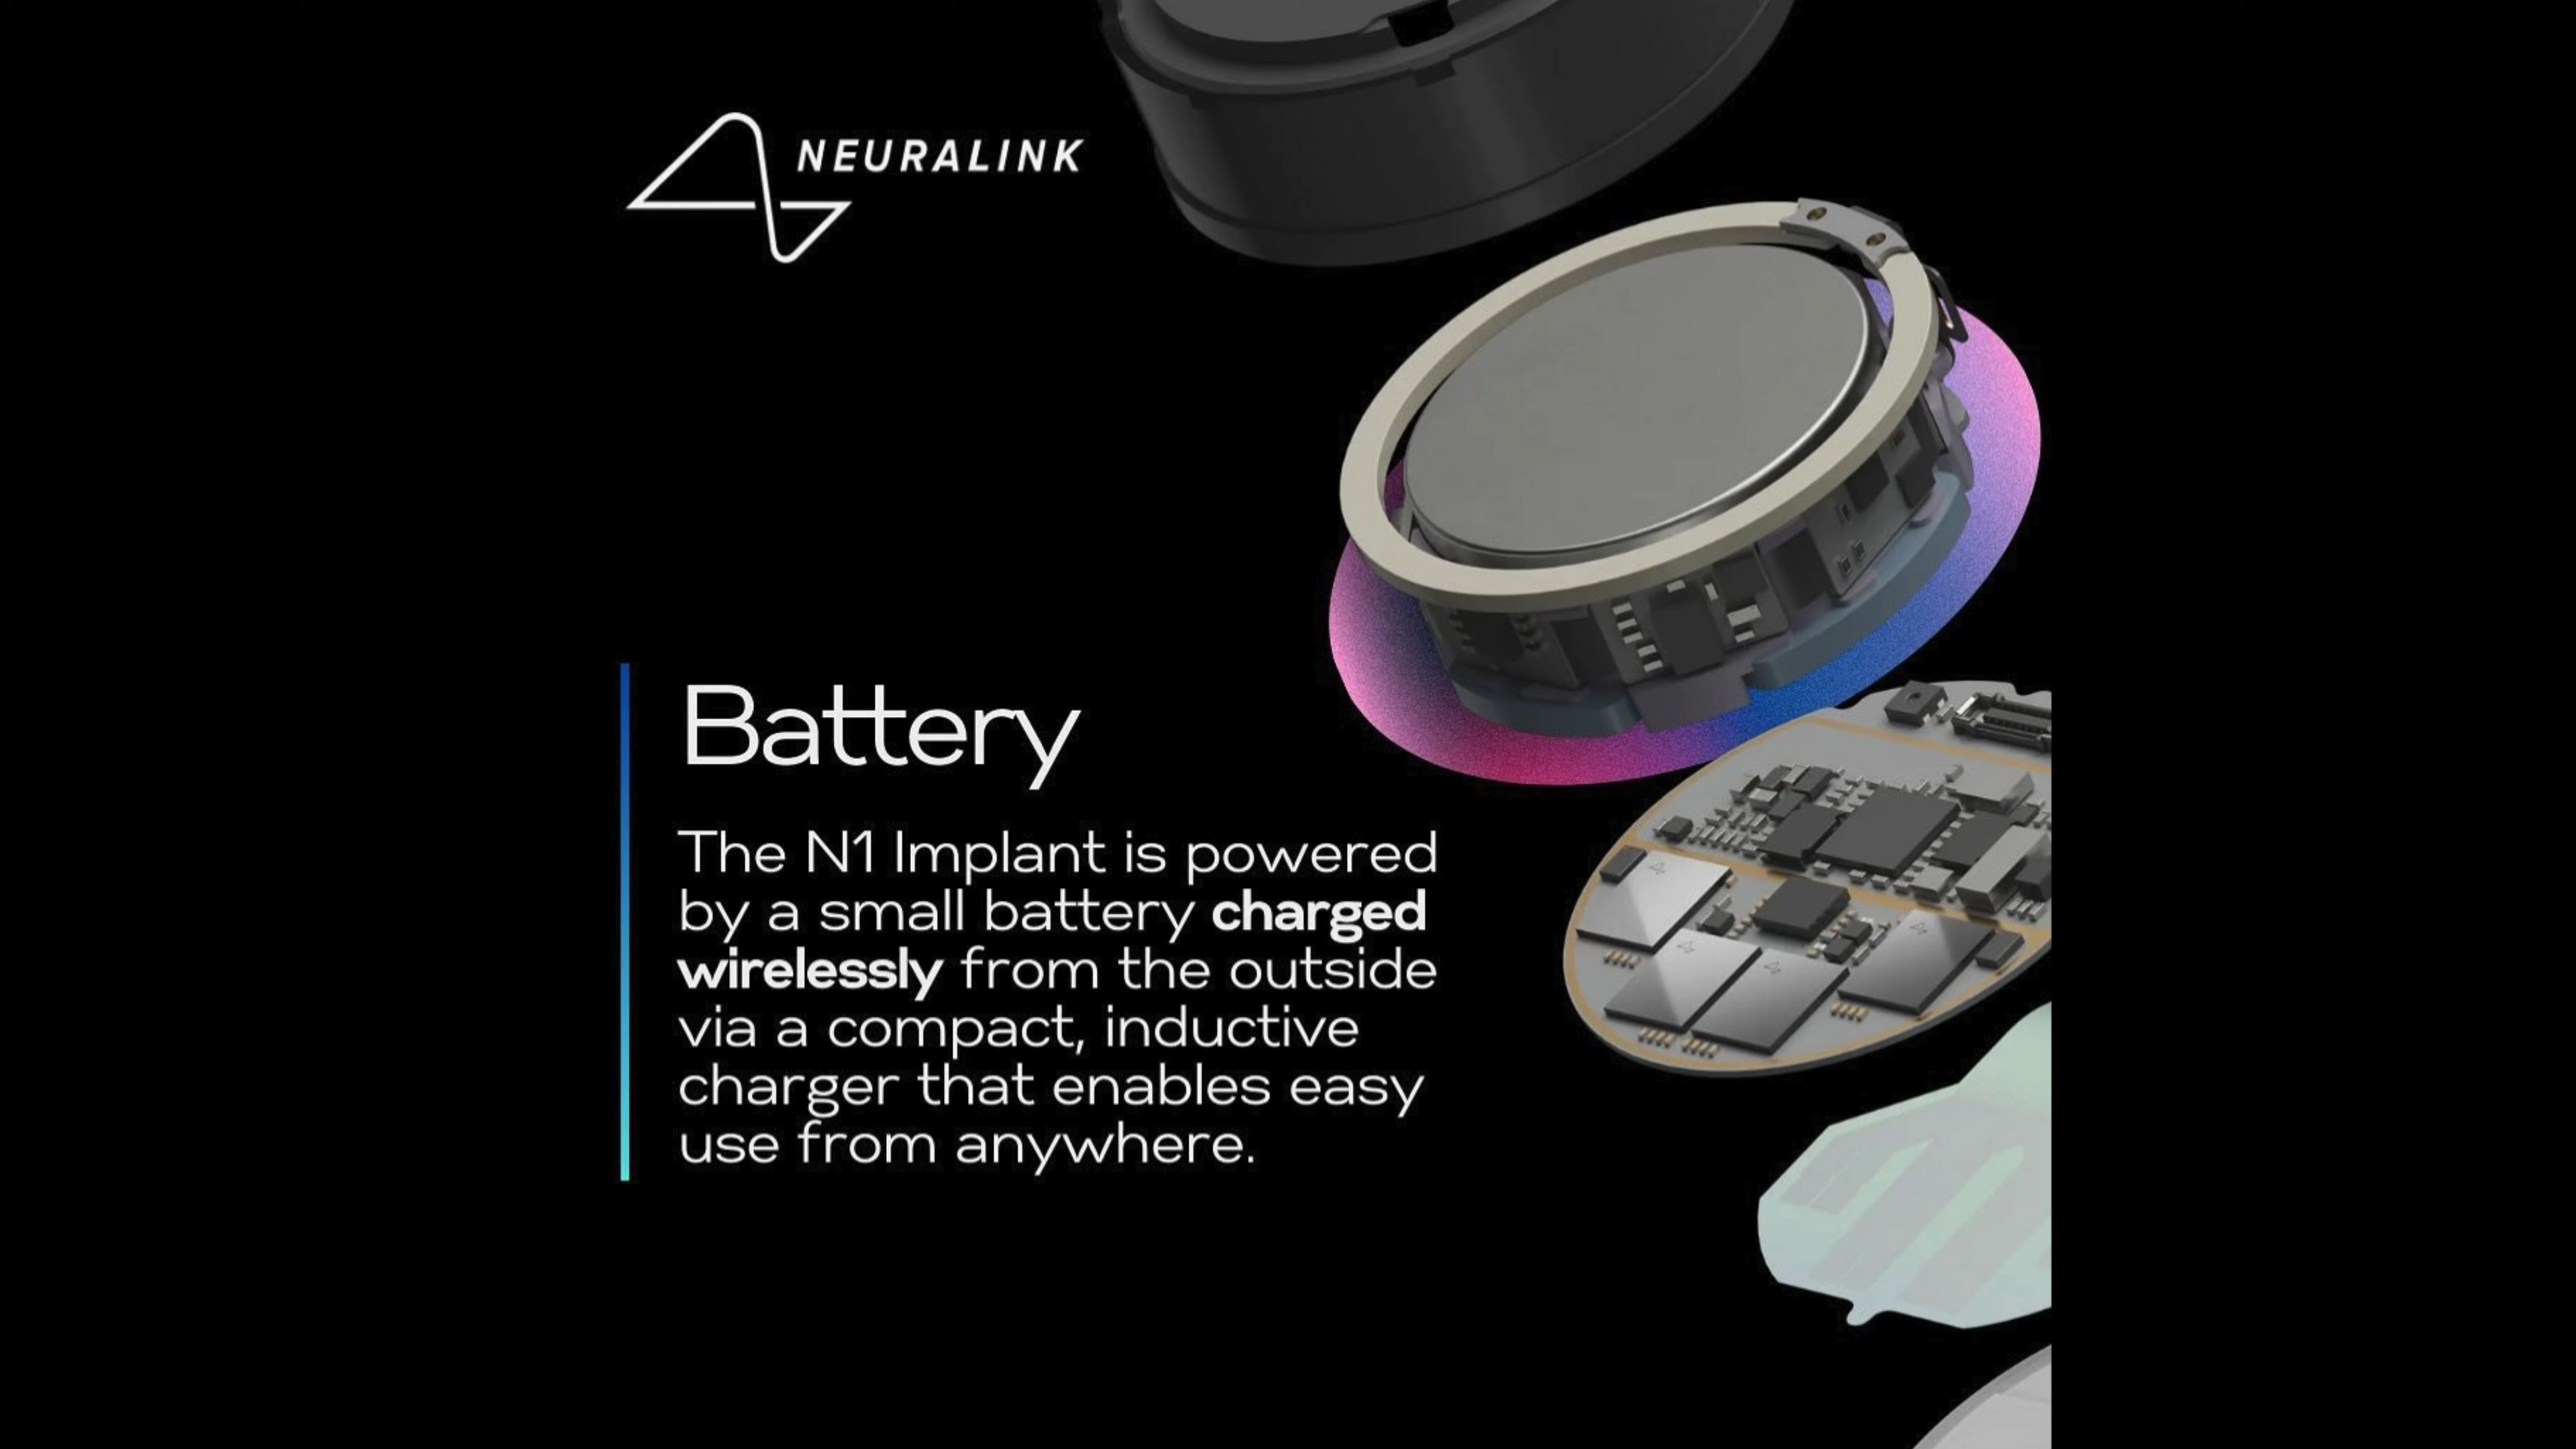 NEURALINK
Battery
The N1 Implant is powered
by a small battery charged
wirelessly from the outside
via a compact, inductive
charger that enables easy
use from anywhere.